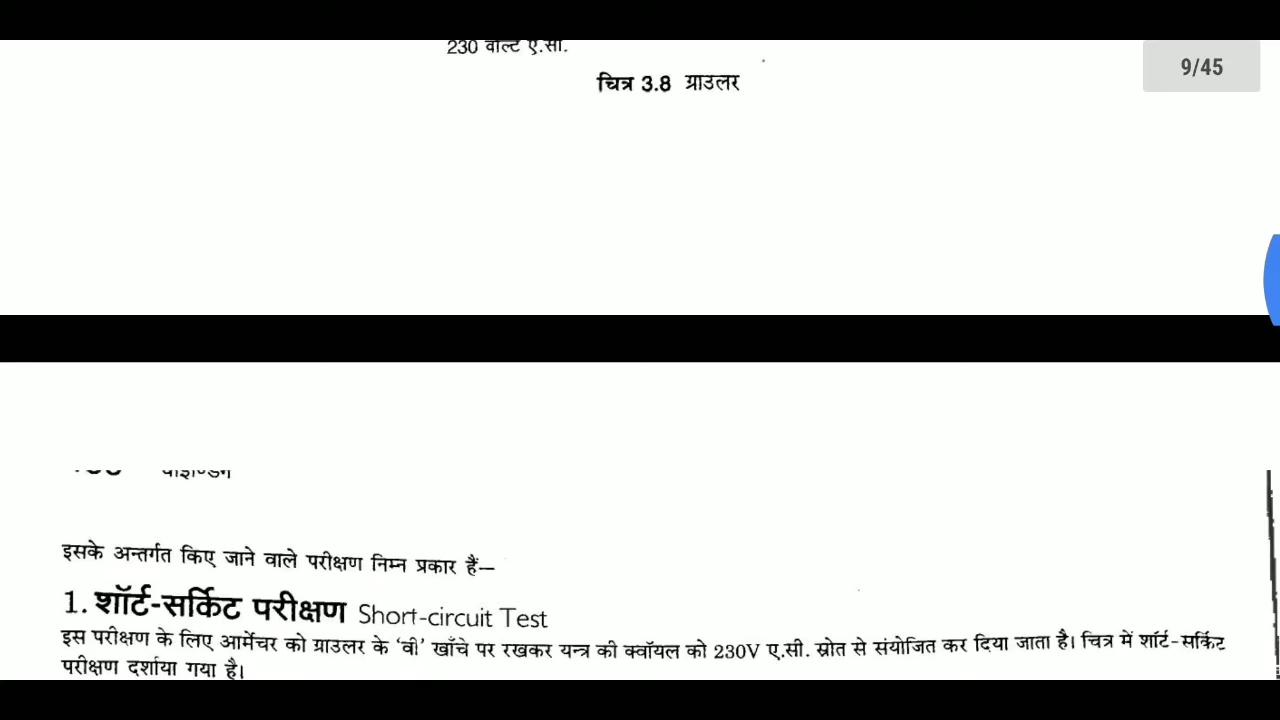 230 वोल्ट ए.सी.
9/45
चित्र 3.8 ग्राउलर
वाइण्डिंग
इसके अन्तर्गत किए जाने वाले परीक्षण निम्न प्रकार हैं—
1. शॉर्ट-सर्किट परीक्षण Short-circuit Test
इस परीक्षण के लिए आर्मेचर को ग्राउलर के ‘वी’ खाँचे पर रखकर यन्त्र की क्वॉयल को 230V ए.सी. स्रोत से संयोजित कर दिया जाता है। चित्र में शॉर्ट-सर्किट
परीक्षण दर्शाया गया है।